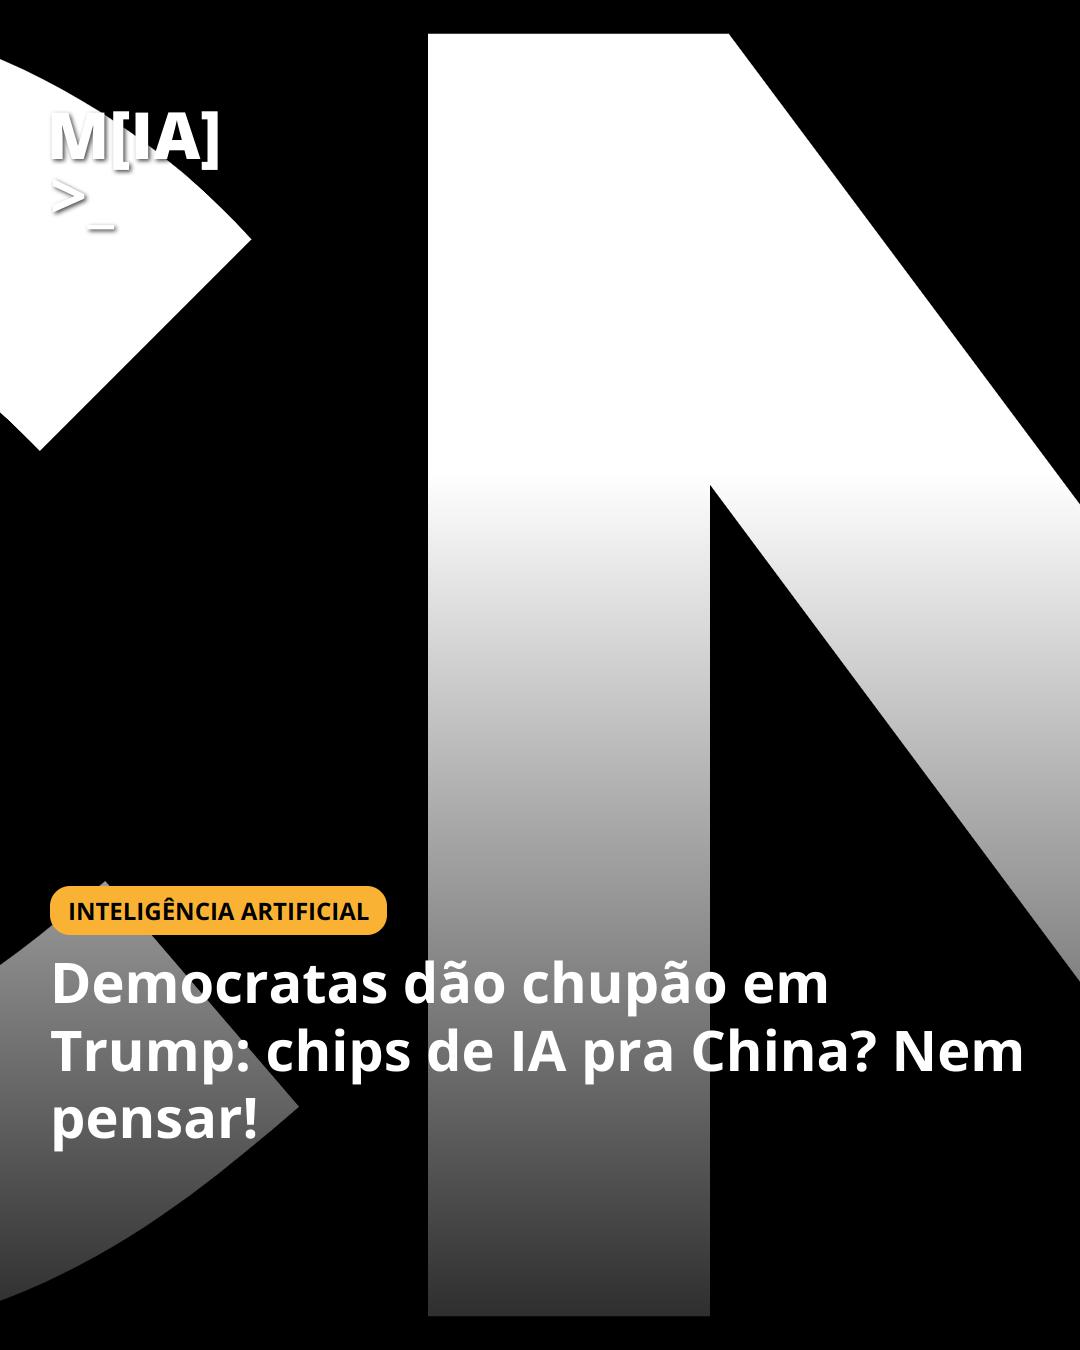 M[IA]
>_
INTELIGÊNCIA ARTIFICIAL
Democratas dão chupão em
Trump: chips de IA pra China? Nem
pensar!